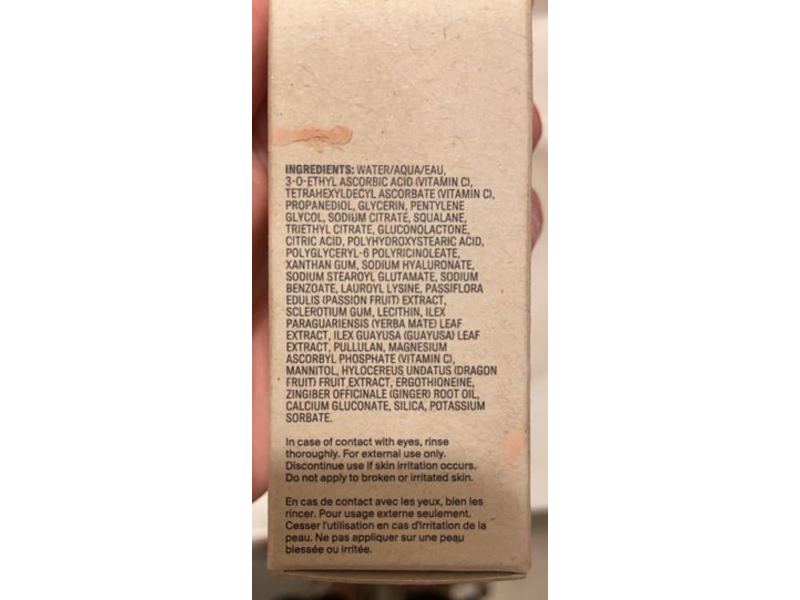 INGREDIENTS: WATER/AQUA/EAU,
3-O-ETHYL ASCORBIC ACID (VITAMIN C),
TETRAHEXYLDECYL ASCORBATE (VITAMIN C),
PROPANEDIOL, GLYCERIN, PENTYLENE
GLYCOL, SODIUM CITRATE, SQUALANE,
TRIETHYL CITRATE, GLUCONOLACTONE,
CITRIC ACID, POLYHYDROXYSTEARIC ACID,
POLYGLYCERYL-6 POLYRICINOLEATE,
XANTHAN GUM, SODIUM HYALURONATE,
SODIUM STEAROYL GLUTAMATE, SODIUM
BENZOATE, LAUROYL LYSINE, PASSIFLORA
EDULIS (PASSION FRUIT) EXTRACT,
SCLEROTIUM GUM, LECITHIN, ILEX
PARAGUARIENSIS (YERBA MATE) LEAF
EXTRACT, ILEX GUAYUSA (GUAYUSA) LEAF
EXTRACT, PULLULAN, MAGNESIUM
ASCORBYL PHOSPHATE (VITAMIN C),
MANNITOL, HYLOCEREUS UNDATUS (DRAGON
FRUIT) FRUIT EXTRACT, ERGOTHIONEINE,
ZINGIBER OFFICINALE (GINGER) ROOT OIL,
CALCIUM GLUCONATE, SILICA, POTASSIUM
SORBATE.
In case of contact with eyes, rinse
thoroughly. For external use only.
Discontinue use if skin irritation occurs.
Do not apply to broken or irritated skin.
En cas de contact avec les yeux, bien les
rincer. Pour usage externe seulement.
Cesser l'utilisation en cas d'irritation de la
peau. Ne pas appliquer sur une peau
blessée ou irritée.